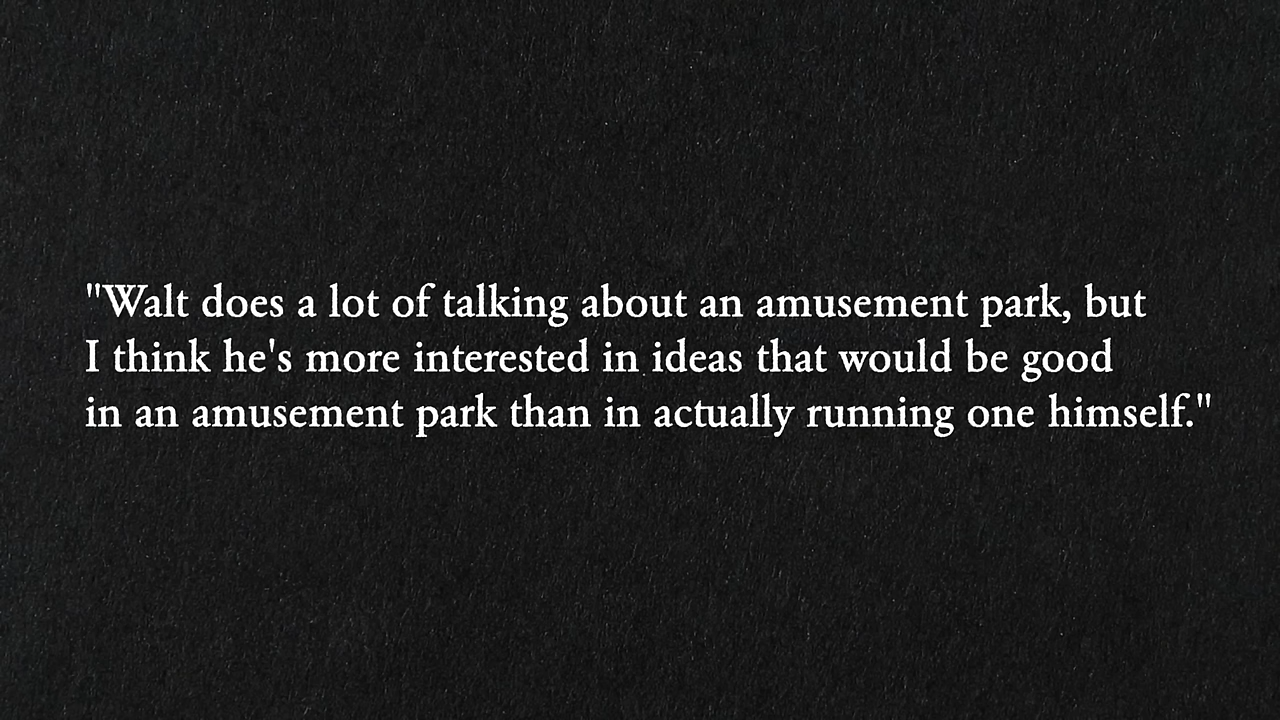 "Walt does a lot of talking about an amusement park, but
I think he's more interested in ideas that would be good
in an amusement park than in actually running one himself."